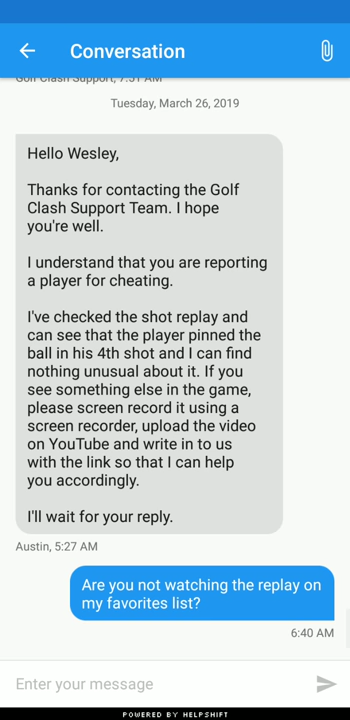 Conversation
Golf Clash Support, 7:51 AM
Tuesday, March 26, 2019
Hello Wesley,
Thanks for contacting the Golf
Clash Support Team. I hope
you're well.
I understand that you are reporting
a player for cheating.
I've checked the shot replay and
can see that the player pinned the
ball in his 4th shot and I can find
nothing unusual about it. If you
see something else in the game,
please screen record it using a
screen recorder, upload the video
on YouTube and write in to us
with the link so that I can help
you accordingly.
I'll wait for your reply.
Austin, 5:27 AM
Are you not watching the replay on
my favorites list?
6:40 AM
Enter your message
POWERED BY HELPSHIFT